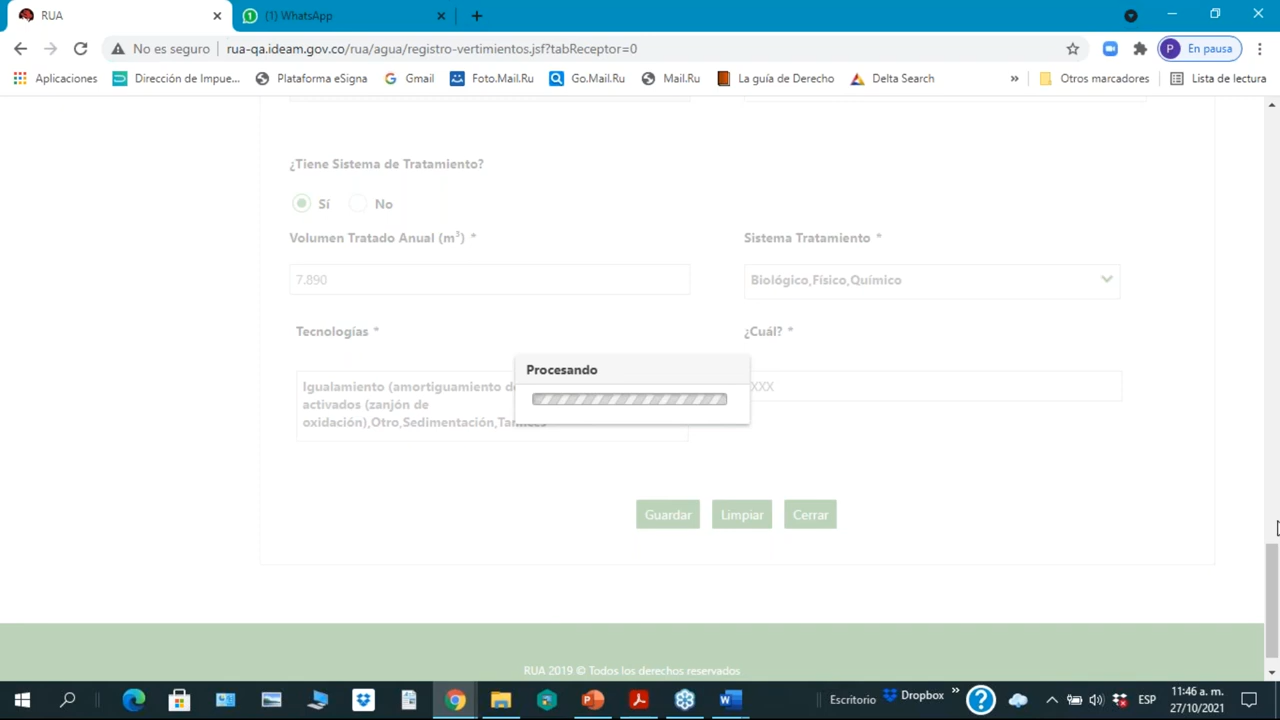 RUA
(1) WhatsApp
No es seguro
rua-qa.ideam.gov.co/rua/agua/registro-vertimientos.jsf?tabReceptor=0
P En pausa
Aplicaciones
Dirección de Impue...
Plataforma eSigna
Gmail
Foto.Mail.Ru
Go.Mail.Ru
Mail.Ru
La guía de Derecho
Delta Search
»
Otros marcadores
Lista de lectura
¿Tiene Sistema de Tratamiento?
Sí No
Volumen Tratado Anual (m³) * Sistema Tratamiento *
7.890 Biológico,Físico,Químico
Tecnologías * ¿Cuál? *
Procesando
Igualamiento (amortiguamiento de XXX
activados (zanjón de
oxidación),Otro,Sedimentación,Tamices
Guardar Limpiar Cerrar
RUA 2019 © Todos los derechos reservados
Escritorio
Dropbox
»
ESP
11:46 a. m.
27/10/2021